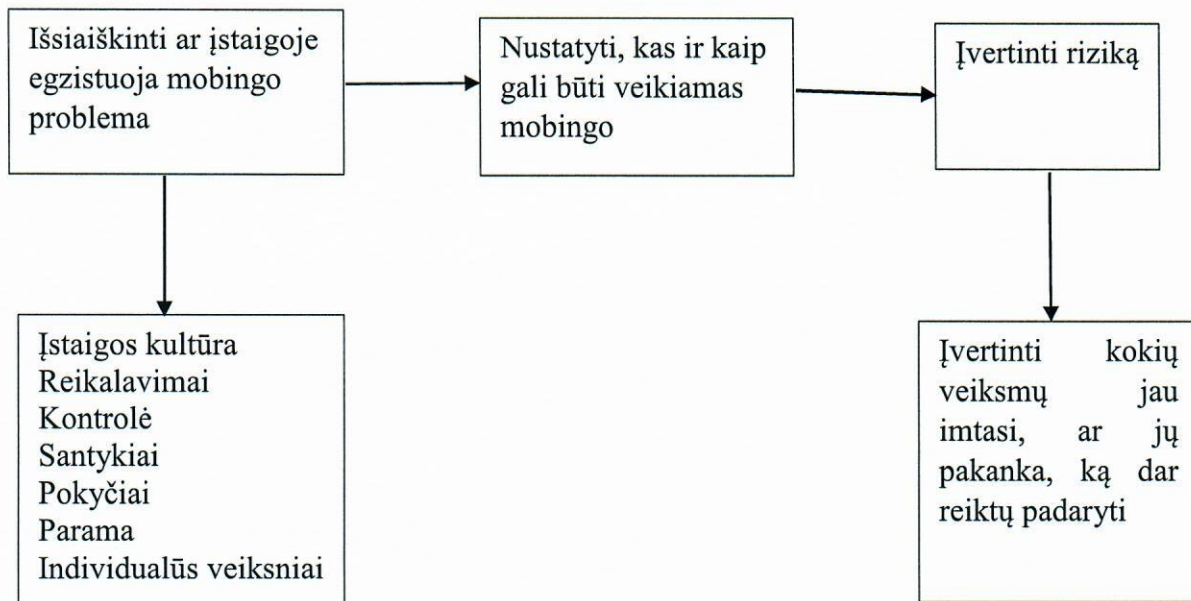 Išsiaiškinti ar įstaigoje
egzistuoja mobingo
problema
Nustatyti, kas ir kaip
gali būti veikiamas
mobingo
Įvertinti riziką
Įstaigos kultūra
Reikalavimai
Kontrolė
Santykiai
Pokyčiai
Parama
Individualūs veiksniai
Įvertinti kokių
veiksmų jau
imtasi, ar jų
pakanka, ką dar
reiktų padaryti